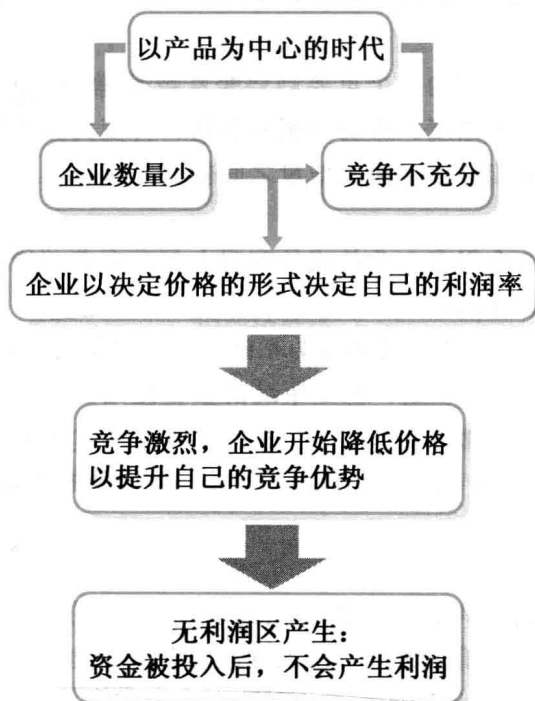 以产品为中心的时代
企业数量少
竞争不充分
企业以决定价格的形式决定自己的利润率
竞争激烈，企业开始降低价格
以提升自己的竞争优势
无利润区产生：
资金被投入后，不会产生利润